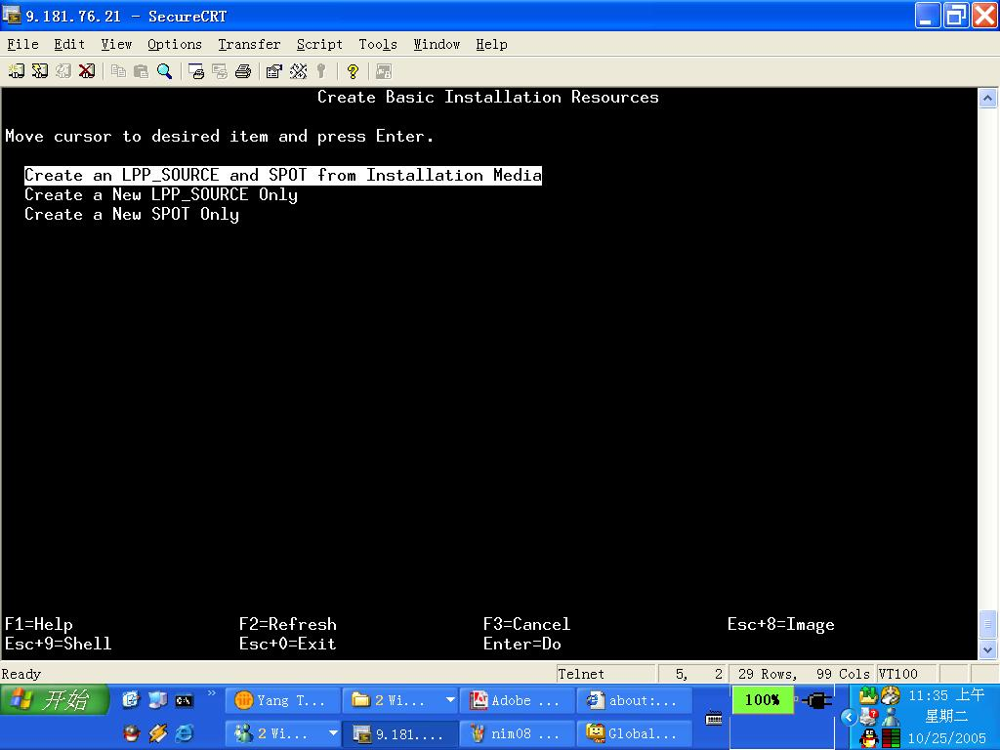 9.181.76.21 - SecureCRT
File Edit View Options Transfer Script Tools Window Help
Create Basic Installation Resources
Move cursor to desired item and press Enter.
Create an LPP_SOURCE and SPOT from Installation Media
Create a New LPP_SOURCE Only
Create a New SPOT Only
F1=Help F2=Refresh F3=Cancel Esc+8=Image
Esc+9=Shell Esc+0=Exit Enter=Do
Ready Telnet 5, 2 29 Rows, 99 Cols VT100
开始 Yang T... 2 Wi... Adobe ... about:... 100% 11:35 上午
星期二
2 Wi... 9.181.... nim08 ... Global... 10/25/2005